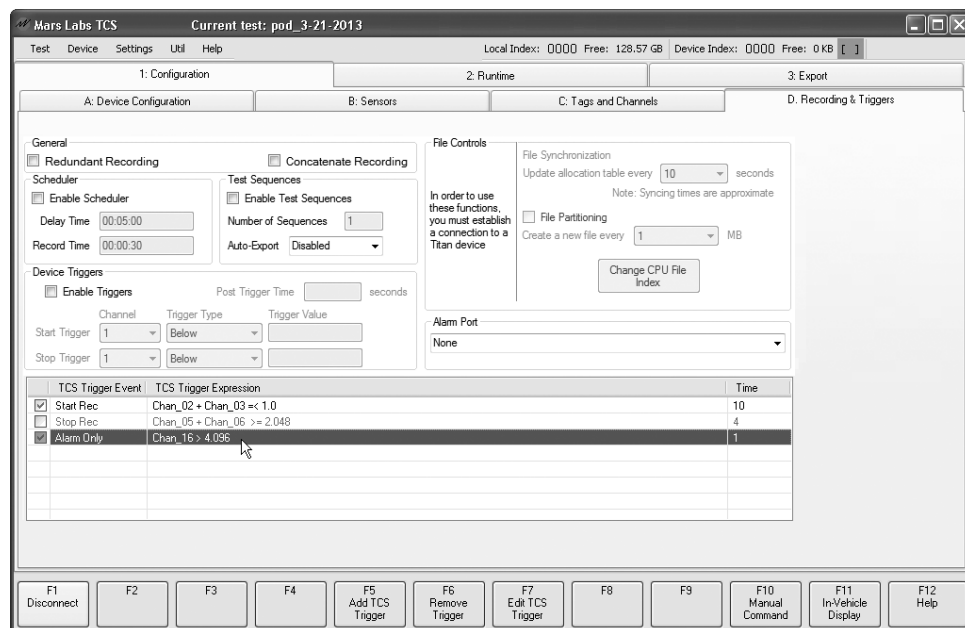 Mars Labs TCS Current test: pod_3-21-2013
Test Device Settings Util Help Local Index: 0000 Free: 128.57 GB Device Index: 0000 Free: 0 KB [ ]
1: Configuration 2: Runtime 3: Export
A: Device Configuration B: Sensors C: Tags and Channels D. Recording & Triggers
General
Redundant Recording Concatenate Recording
Scheduler
Enable Scheduler
Delay Time 00:05:00
Record Time 00:00:30
Test Sequences
Enable Test Sequences
Number of Sequences 1
Auto-Export Disabled
File Controls
In order to use
these functions,
you must establish
a connection to a
Titan device
File Synchronization
Update allocation table every 10 seconds
Note: Syncing times are approximate
File Partitioning
Create a new file every 1 MB
Change CPU File
Index
Device Triggers
Enable Triggers Post Trigger Time seconds
Channel Trigger Type Trigger Value
Start Trigger 1 Below
Stop Trigger 1 Below
Alarm Port
None
TCS Trigger Event TCS Trigger Expression Time
Start Rec Chan_02 + Chan_03 =< 1.0 10
Stop Rec Chan_05 + Chan_06 >= 2.048 4
Alarm Only Chan_16 > 4.096 1
F1
Disconnect
F2
F3
F4
F5
Add TCS
Trigger
F6
Remove
Trigger
F7
Edit TCS
Trigger
F8
F9
F10
Manual
Command
F11
In-Vehicle
Display
F12
Help